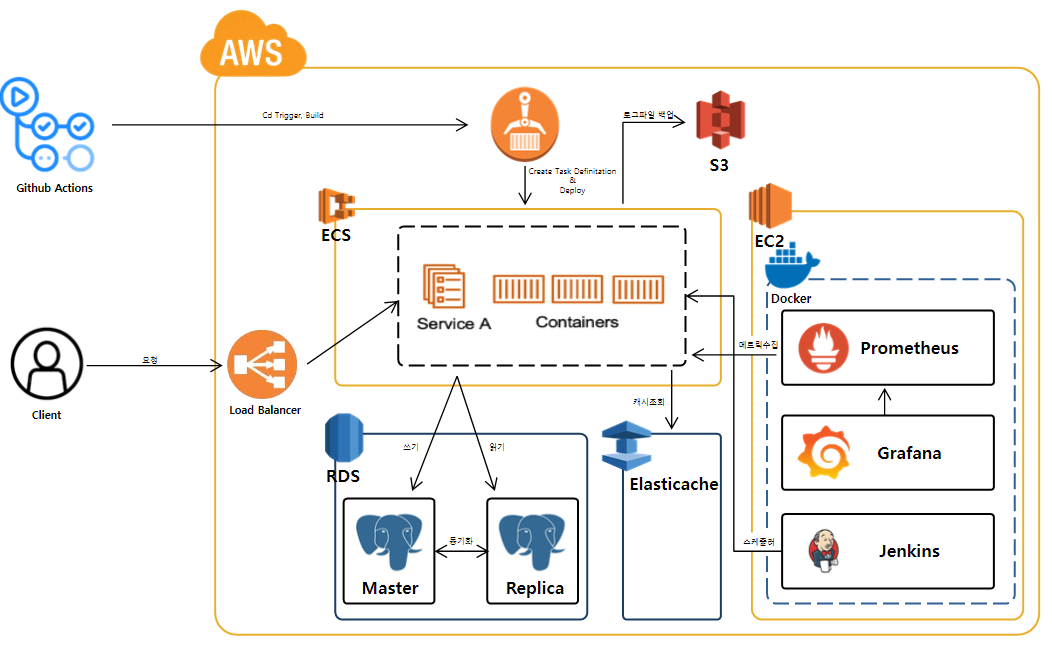 AWS
Cd Trigger, Build
로그파일 백업
S3
Github Actions
Create Task Definitation
&
Deploy
ECS
EC2
Docker
Service A
Containers
메트릭수집
Prometheus
요청
Client
Load Balancer
캐시조회
쓰기
읽기
RDS
Elasticache
Grafana
동기화
스케줄러
Jenkins
Master
Replica